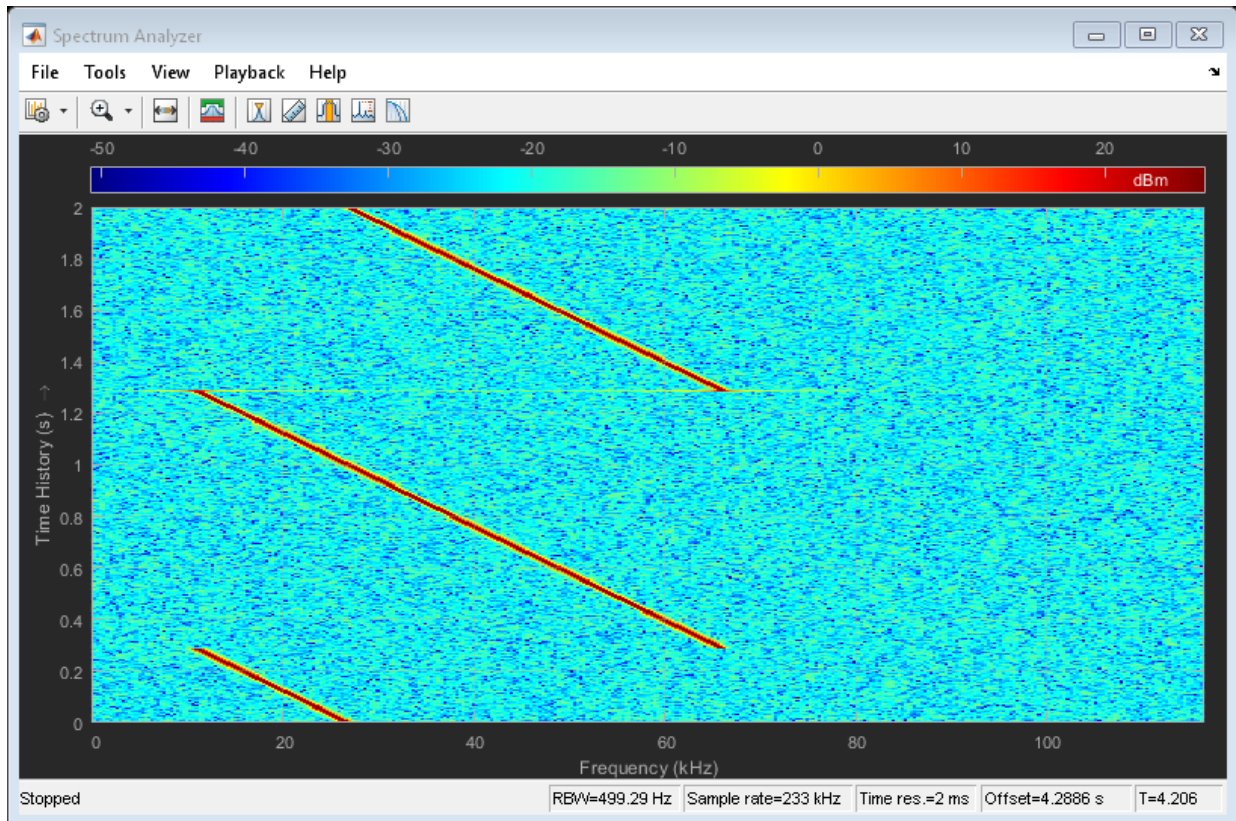 Spectrum Analyzer
File Tools View Playback Help
-50 -40 -30 -20 -10 0 10 20
dBm
2
1.8
1.6
1.4
1.2
1
0.8
0.6
0.4
0.2
0
Time History (s) →
0 20 40 60 80 100
Frequency (kHz)
Stopped RBW=499.29 Hz Sample rate=233 kHz Time res.=2 ms Offset=4.2886 s T=4.206